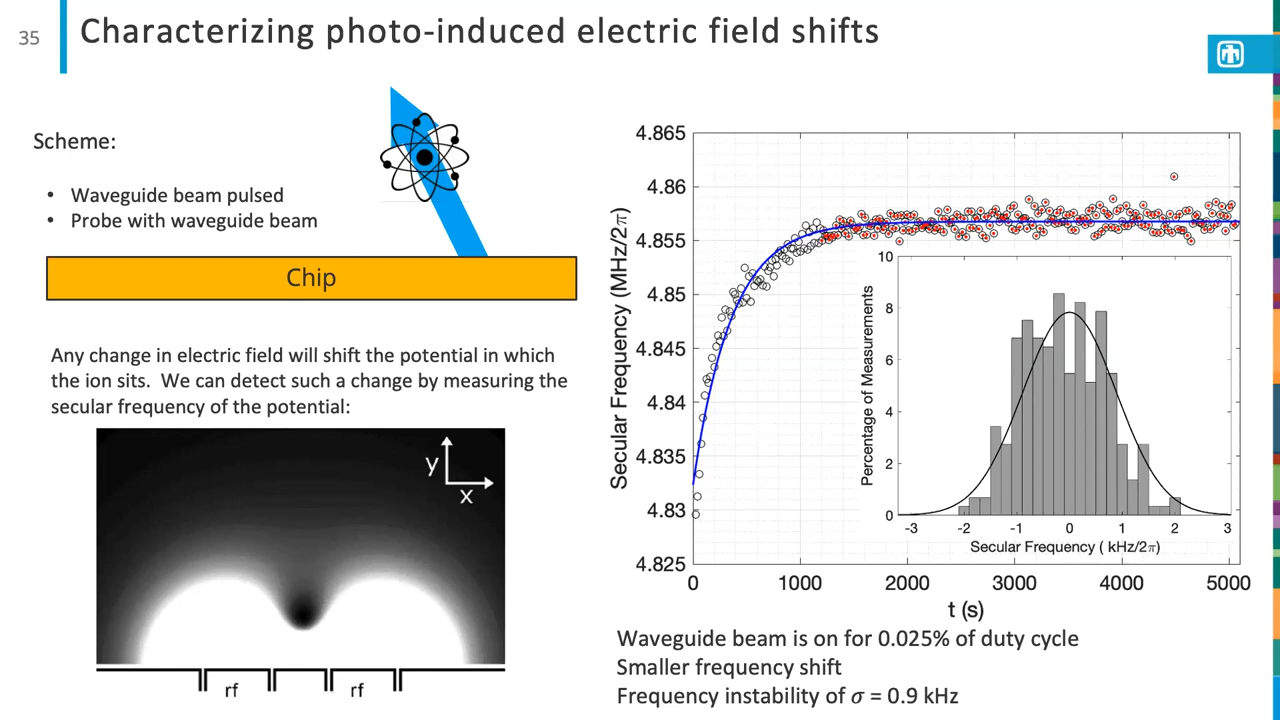 35
Characterizing photo-induced electric field shifts
Scheme:
• Waveguide beam pulsed
• Probe with waveguide beam
Chip
Any change in electric field will shift the potential in which
the ion sits. We can detect such a change by measuring the
secular frequency of the potential:
y
x
rf
rf
Secular Frequency (MHz/2π)
4.865
4.86
4.855
4.85
4.845
4.84
4.835
4.83
4.825
0 1000 2000 3000 4000 5000
t (s)
Percentage of Measurements
10
8
6
4
2
0
-3 -2 -1 0 1 2 3
Secular Frequency ( kHz/2π)
Waveguide beam is on for 0.025% of duty cycle
Smaller frequency shift
Frequency instability of σ = 0.9 kHz